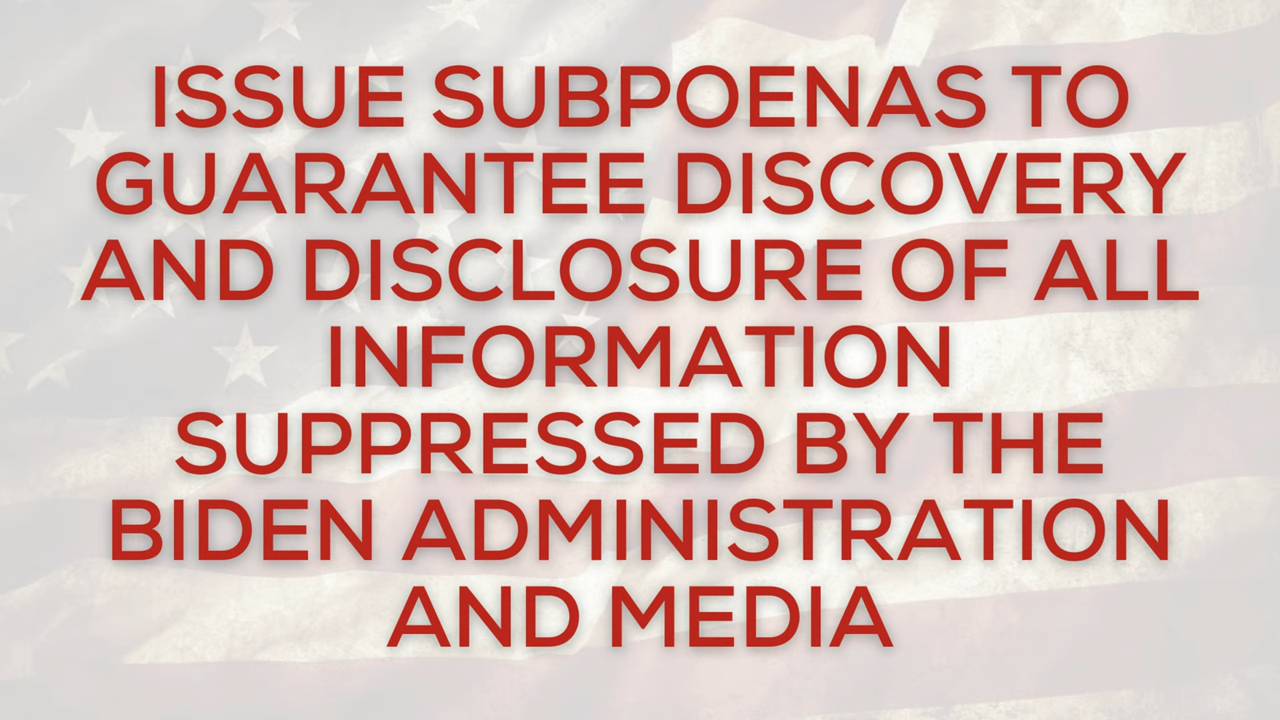 ISSUE SUBPOENAS TO
GUARANTEE DISCOVERY
AND DISCLOSURE OF ALL
INFORMATION
SUPPRESSED BY THE
BIDEN ADMINISTRATION
AND MEDIA